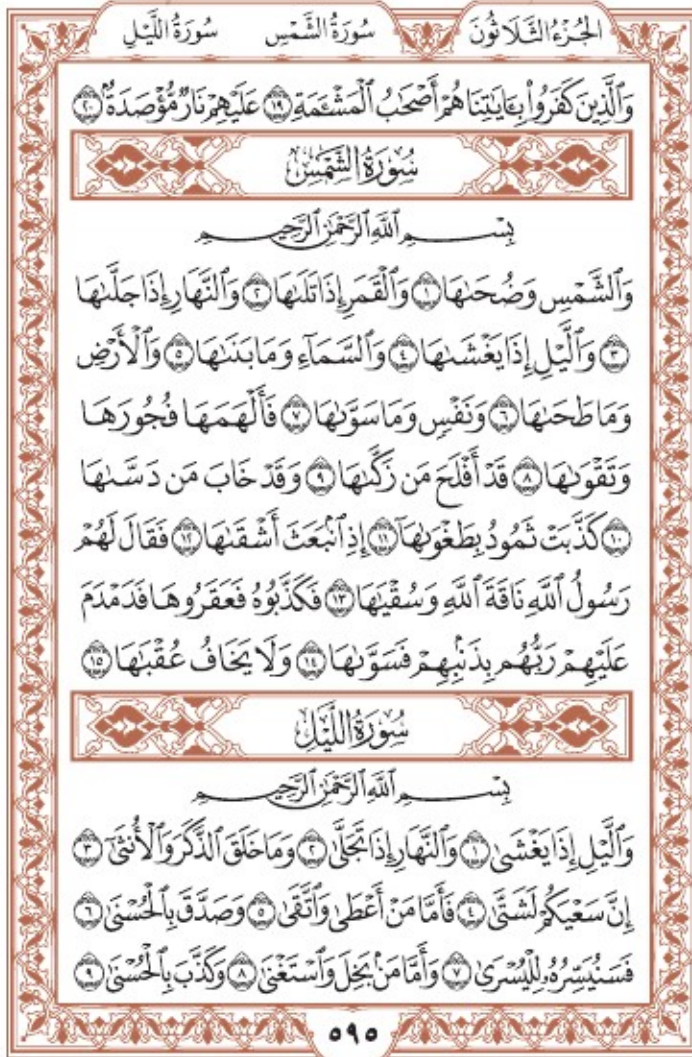 الجُزْءُ الثَّلَاثُونَ سُورَةُ الشَّمْسِ سُورَةُ اللَّيْلِ
وَالَّذِينَ كَفَرُوا۟ بِـَٔايَـٰتِنَا هُمْ أَصْحَـٰبُ ٱلْمَشْـَٔمَةِ ١٩ عَلَيْهِمْ نَارٌ مُّؤْصَدَةٌۢ ٢٠
سُورَةُ الشَّمْسِ
بِسْمِ ٱللَّهِ ٱلرَّحْمَـٰنِ ٱلرَّحِيمِ
وَٱلشَّمْسِ وَضُحَىٰهَا ١ وَٱلْقَمَرِ إِذَا تَلَىٰهَا ٢ وَٱلنَّهَارِ إِذَا جَلَّىٰهَا
٣ وَٱلَّيْلِ إِذَا يَغْشَىٰهَا ٤ وَٱلسَّمَآءِ وَمَا بَنَىٰهَا ٥ وَٱلْأَرْضِ
وَمَا طَحَىٰهَا ٦ وَنَفْسٍ وَمَا سَوَّىٰهَا ٧ فَأَلْهَمَهَا فُجُورَهَا
وَتَقْوَىٰهَا ٨ قَدْ أَفْلَحَ مَن زَكَّىٰهَا ٩ وَقَدْ خَابَ مَن دَسَّىٰهَا
١٠ كَذَّبَتْ ثَمُودُ بِطَغْوَىٰهَآ ١١ إِذِ ٱنۢبَعَثَ أَشْقَىٰهَا ١٢ فَقَالَ لَهُمْ
رَسُولُ ٱللَّهِ نَاقَةَ ٱللَّهِ وَسُقْيَـٰهَا ١٣ فَكَذَّبُوهُ فَعَقَرُوهَا فَدَمْدَمَ
عَلَيْهِمْ رَبُّهُم بِذَنۢبِهِمْ فَسَوَّىٰهَا ١٤ وَلَا يَخَافُ عُقْبَـٰهَا ١٥
سُورَةُ اللَّيْلِ
بِسْمِ ٱللَّهِ ٱلرَّحْمَـٰنِ ٱلرَّحِيمِ
وَٱلَّيْلِ إِذَا يَغْشَىٰ ١ وَٱلنَّهَارِ إِذَا تَجَلَّىٰ ٢ وَمَا خَلَقَ ٱلذَّكَرَ وَٱلْأُنثَىٰٓ ٣
إِنَّ سَعْيَكُمْ لَشَتَّىٰ ٤ فَأَمَّا مَنْ أَعْطَىٰ وَٱتَّقَىٰ ٥ وَصَدَّقَ بِٱلْحُسْنَىٰ ٦
فَسَنُيَسِّرُهُۥ لِلْيُسْرَىٰ ٧ وَأَمَّا مَنۢ بَخِلَ وَٱسْتَغْنَىٰ ٨ وَكَذَّبَ بِٱلْحُسْنَىٰ ٩
٥٩٥